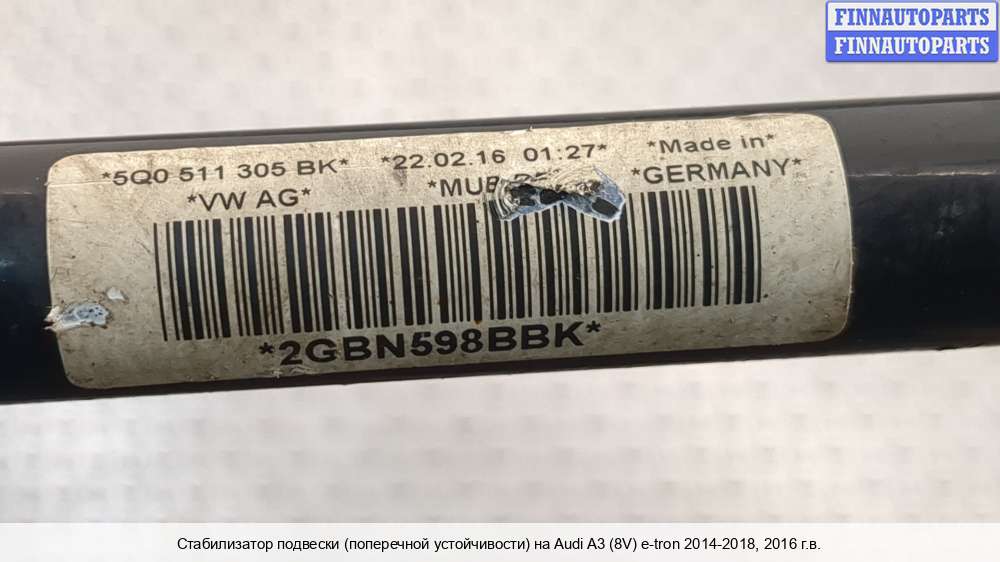 FINNAUTOPARTS
FINNAUTOPARTS
*5Q0 511 305 BK* *22.02.16 01:27* *Made in*
*VW AG* *GERMANY*
*2GBN598BBK*
Стабилизатор подвески (поперечной устойчивости) на Audi A3 (8V) e-tron 2014-2018, 2016 г.в.